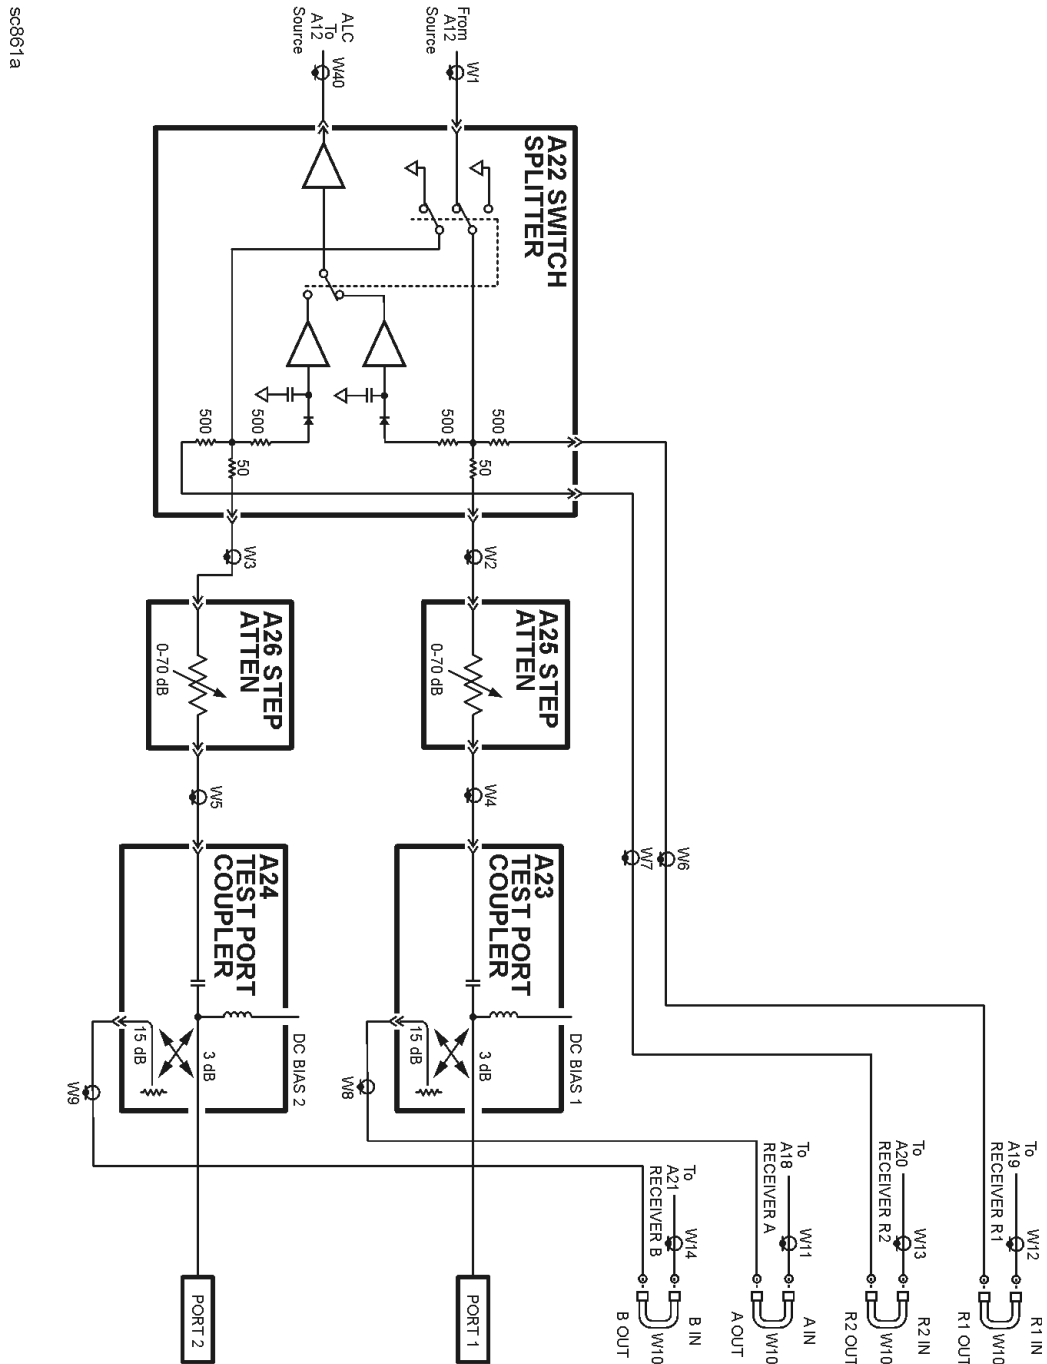 sc861a
ALC
To
A12
Source
W40
From
A12
Source
W1
A22 SWITCH
SPLITTER
500
500
50
500
500
50
W3
W2
A26 STEP
ATTEN
0-70 dB
A25 STEP
ATTEN
0-70 dB
W5
W4
W7
W6
A24
TEST PORT
COUPLER
15 dB
3 dB
DC BIAS 2
W9
A23
TEST PORT
COUPLER
15 dB
3 dB
DC BIAS 1
W8
To
A21
RECEIVER B
W14
To
A18
RECEIVER A
W11
To
A20
RECEIVER R2
W13
To
A19
RECEIVER R1
W12
PORT 2
PORT 1
B IN
W10
B OUT
A IN
W10
A OUT
R2 IN
W10
R2 OUT
R1 IN
W10
R1 OUT